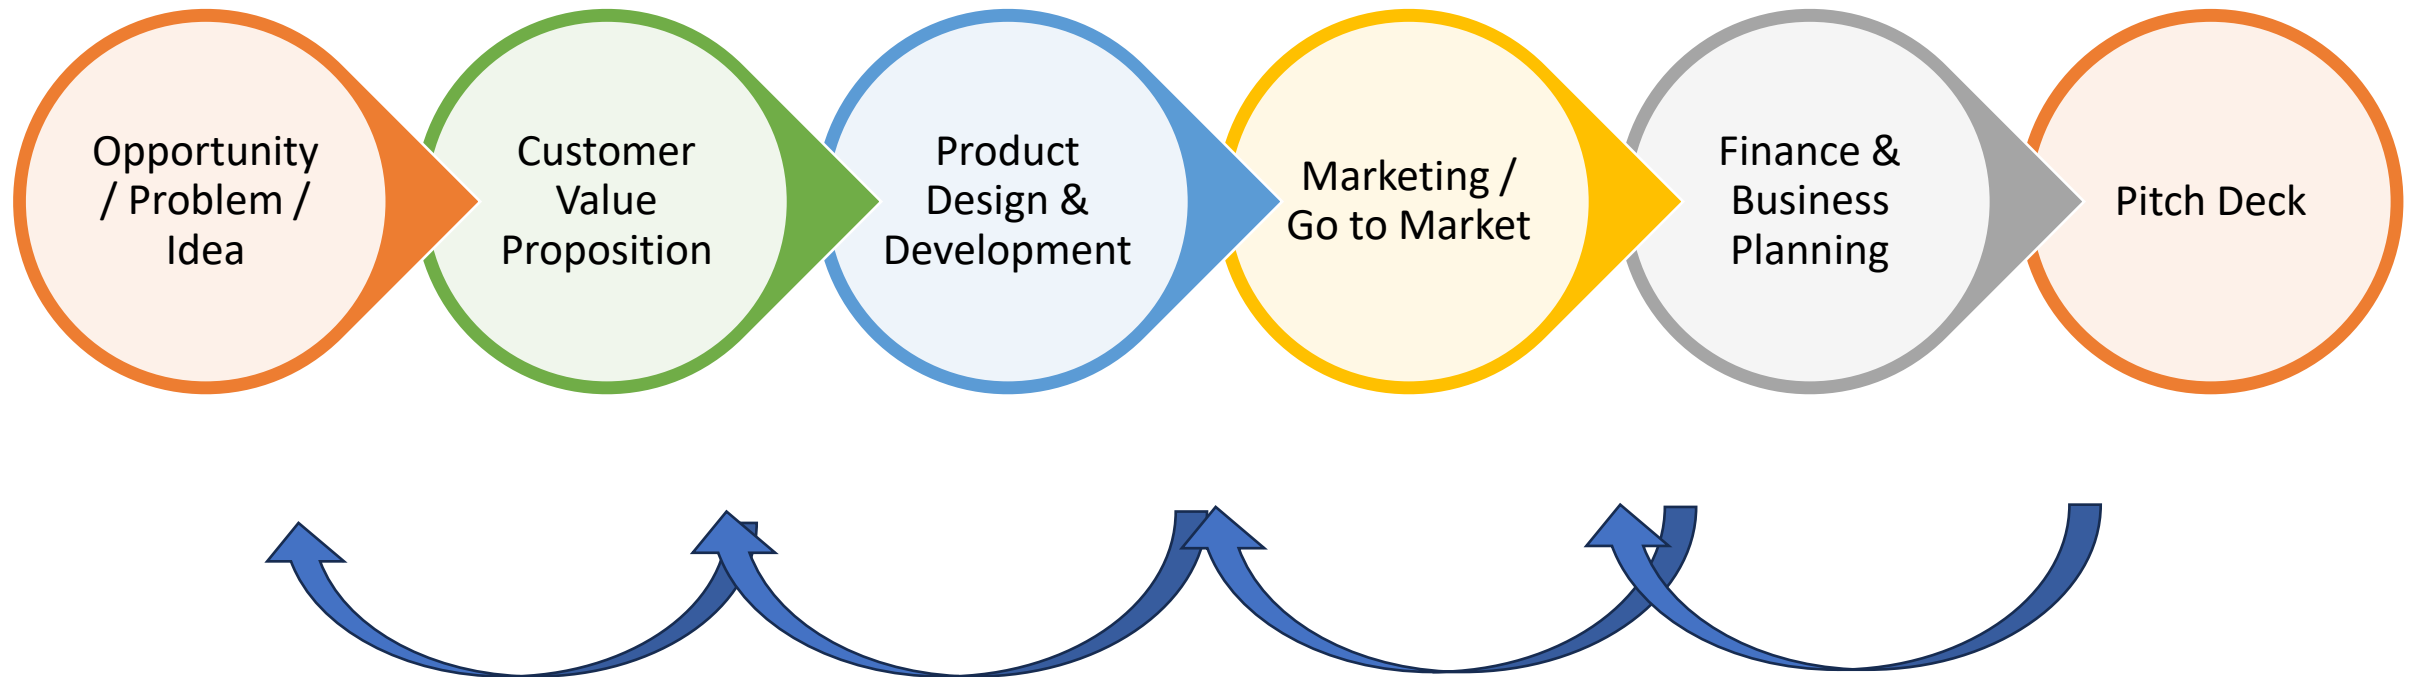 Opportunity
/ Problem /
Idea
Customer
Value
Proposition
Product
Design &
Development
Marketing /
Go to Market
Finance &
Business
Planning
Pitch Deck